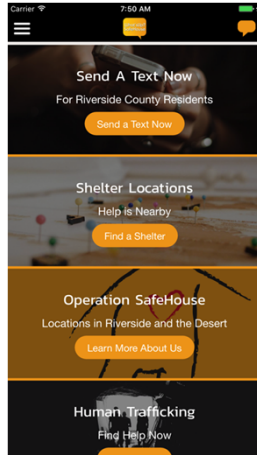 Carrier
7:50 AM
Send A Text Now
For Riverside County Residents
Send a Text Now
Shelter Locations
Help is Nearby
Find a Shelter
Operation SafeHouse
Locations in Riverside and the Desert
Learn More About Us
Human Trafficking
Find Help Now